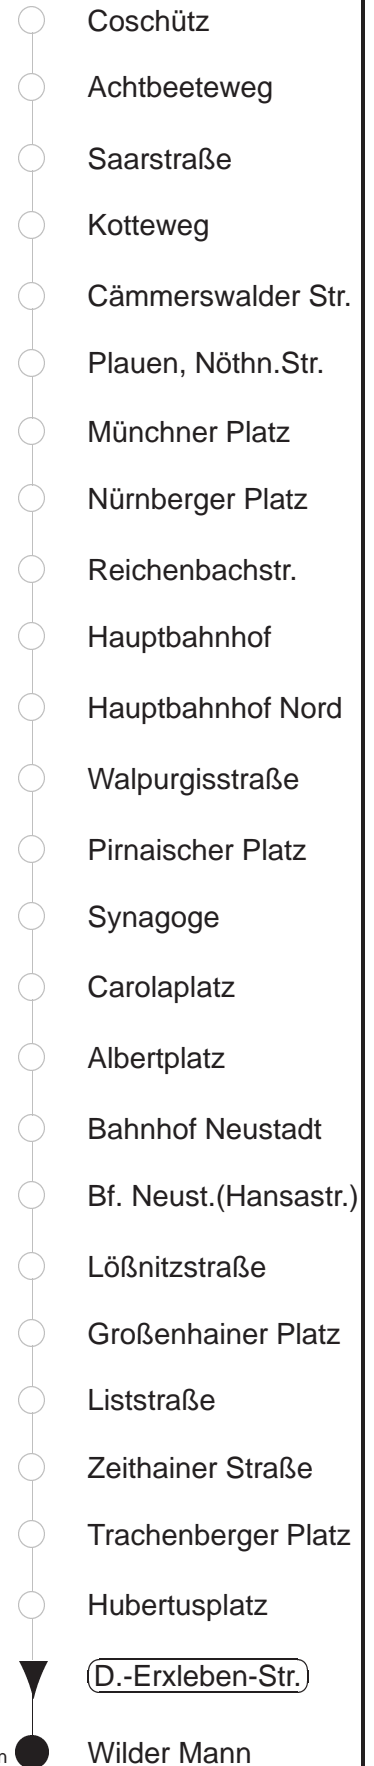 Coschütz
Achtbeeteweg
Saarstraße
Kotteweg
Cämmerswalder Str.
Plauen, Nöthn.Str.
Münchner Platz
Nürnberger Platz
Reichenbachstr.
Hauptbahnhof
Hauptbahnhof Nord
Walpurgisstraße
Pirnaischer Platz
Synagoge
Carolaplatz
Albertplatz
Bahnhof Neustadt
Bf. Neust.(Hansastr.)
Lößnitzstraße
Großenhainer Platz
Liststraße
Zeithainer Straße
Trachenberger Platz
Hubertusplatz
D.-Erxleben-Str.
Wilder Mann